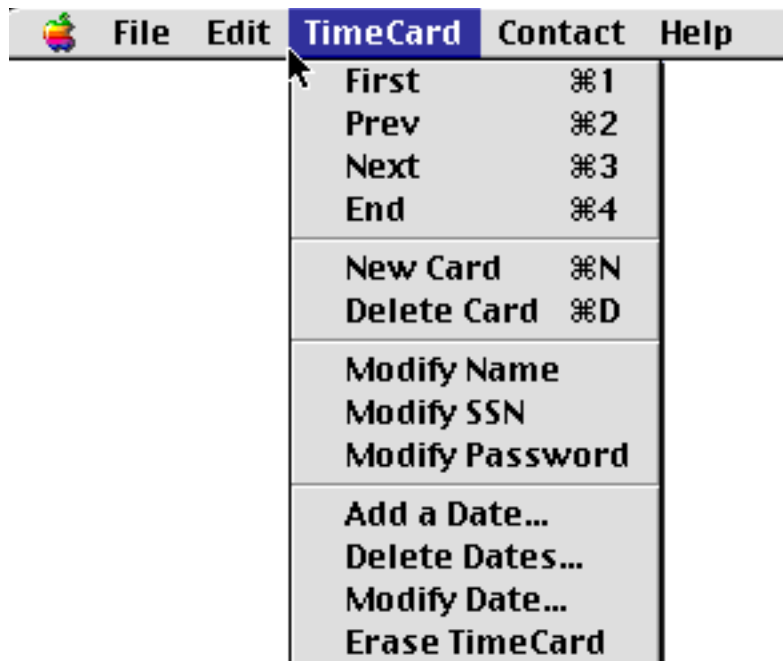 File Edit TimeCard Contact Help
First ⌘1
Prev ⌘2
Next ⌘3
End ⌘4
New Card ⌘N
Delete Card ⌘D
Modify Name
Modify SSN
Modify Password
Add a Date...
Delete Dates...
Modify Date...
Erase TimeCard